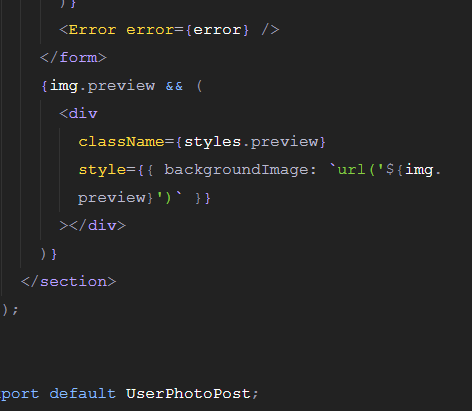 )}
<Error error={error} />
</form>
{img.preview && (
<div
className={styles.preview}
style={{ backgroundImage: `url('${img.
preview}')` }}
></div>
)}
</section>
);
port default UserPhotoPost;